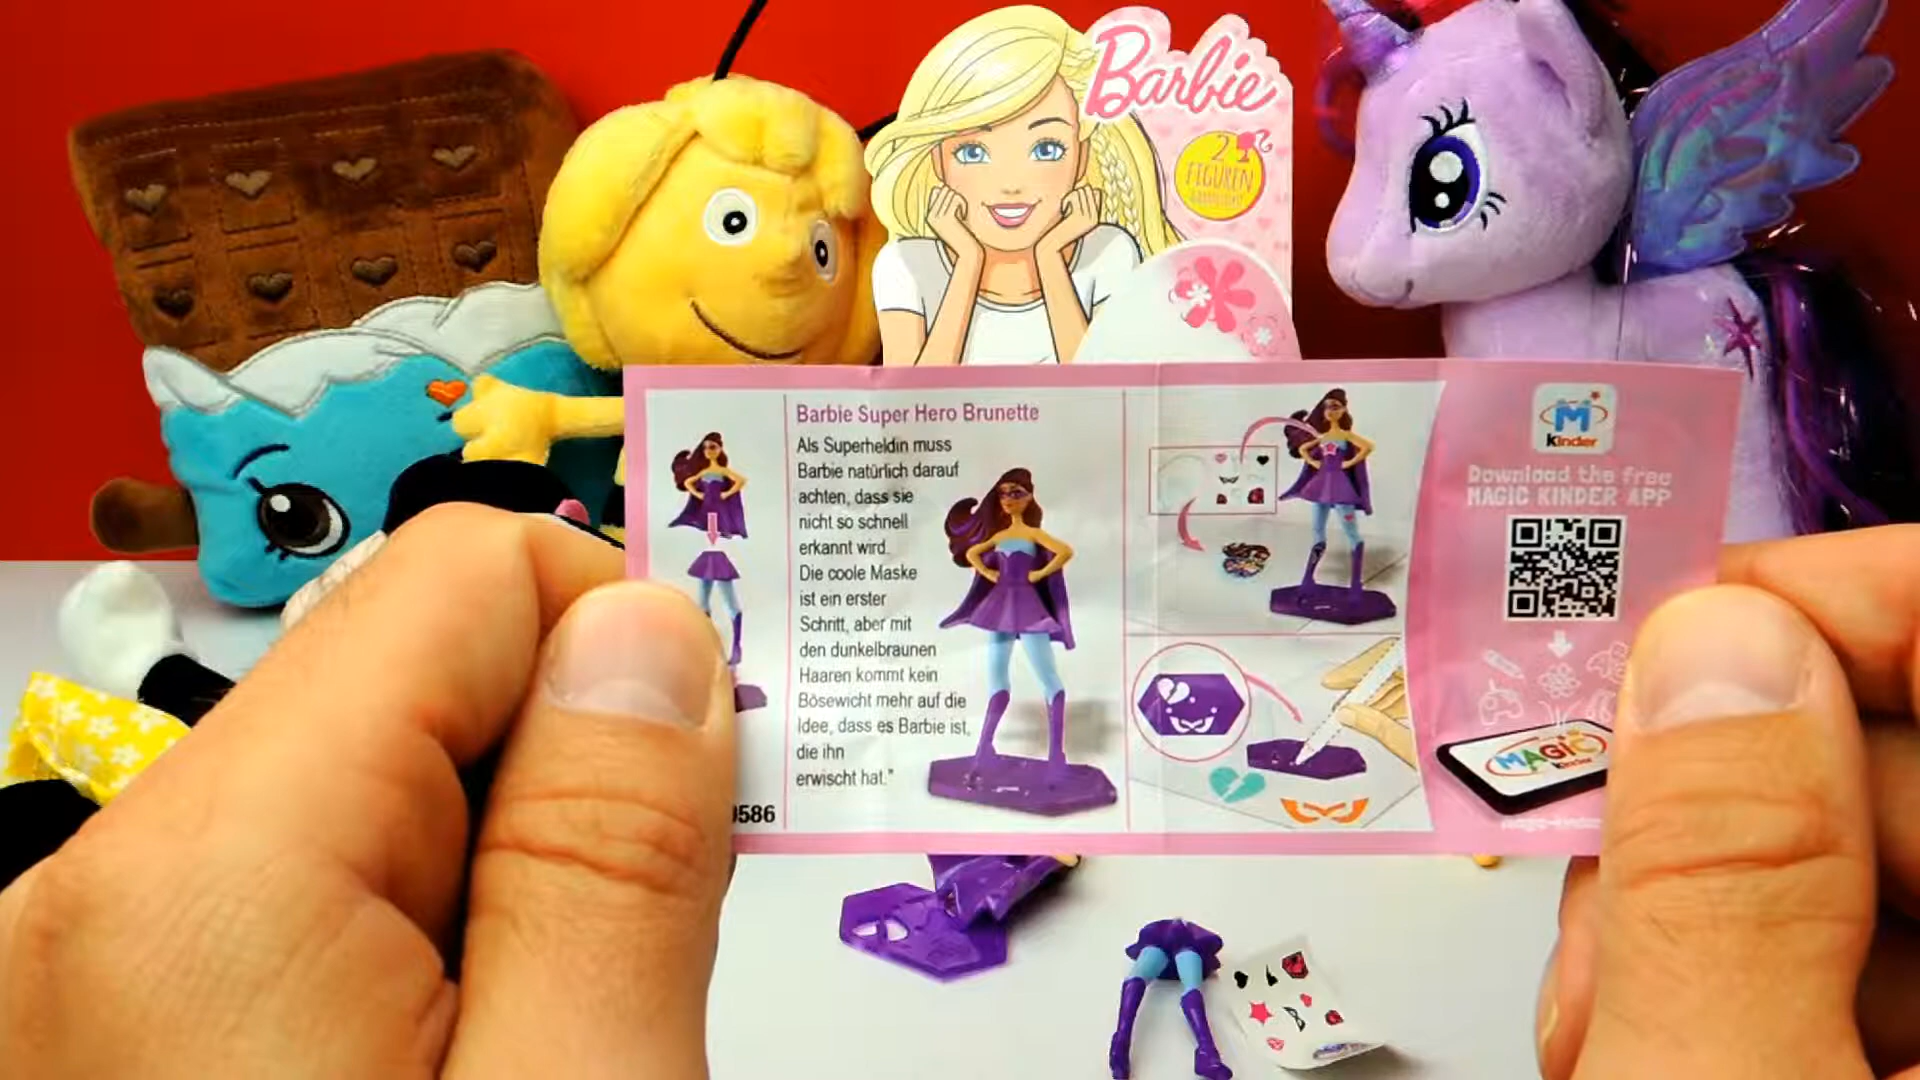 Barbie
2
FIGUREN
Barbie Super Hero Brunette
Als Superheldin muss
Barbie natürlich darauf
achten, dass sie
nicht so schnell
erkannt wird.
Die coole Maske
ist ein erster
Schritt, aber mit
den dunkelbraunen
Haaren kommt kein
Bösewicht mehr auf die
Idee, dass es Barbie ist,
die ihn
erwischt hat."
586
M
kinder
Download the free
MAGIC KINDER APP
MAGIC
kinder